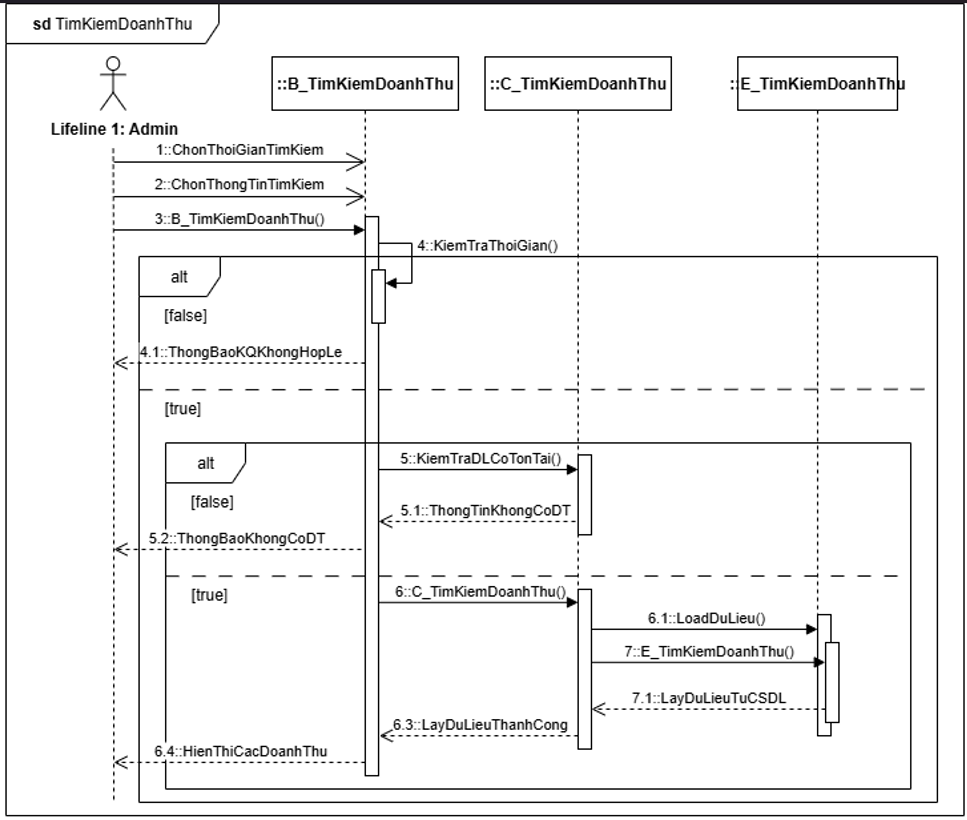 sd TimKiemDoanhThu
::B_TimKiemDoanhThu
::C_TimKiemDoanhThu
::E_TimKiemDoanhThu
Lifeline 1: Admin
1::ChonThoiGianTimKiem
2::ChonThongTinTimKiem
3::B_TimKiemDoanhThu()
4::KiemTraThoiGian()
alt
[false]
4.1::ThongBaoKQKhongHopLe
[true]
alt
5::KiemTraDLCoTonTai()
[false]
5.1::ThongTinKhongCoDT
5.2::ThongBaoKhongCoDT
[true]
6::C_TimKiemDoanhThu()
6.1::LoadDuLieu()
7::E_TimKiemDoanhThu()
7.1::LayDuLieuTuCSDL
6.3::LayDuLieuThanhCong
6.4::HienThiCacDoanhThu